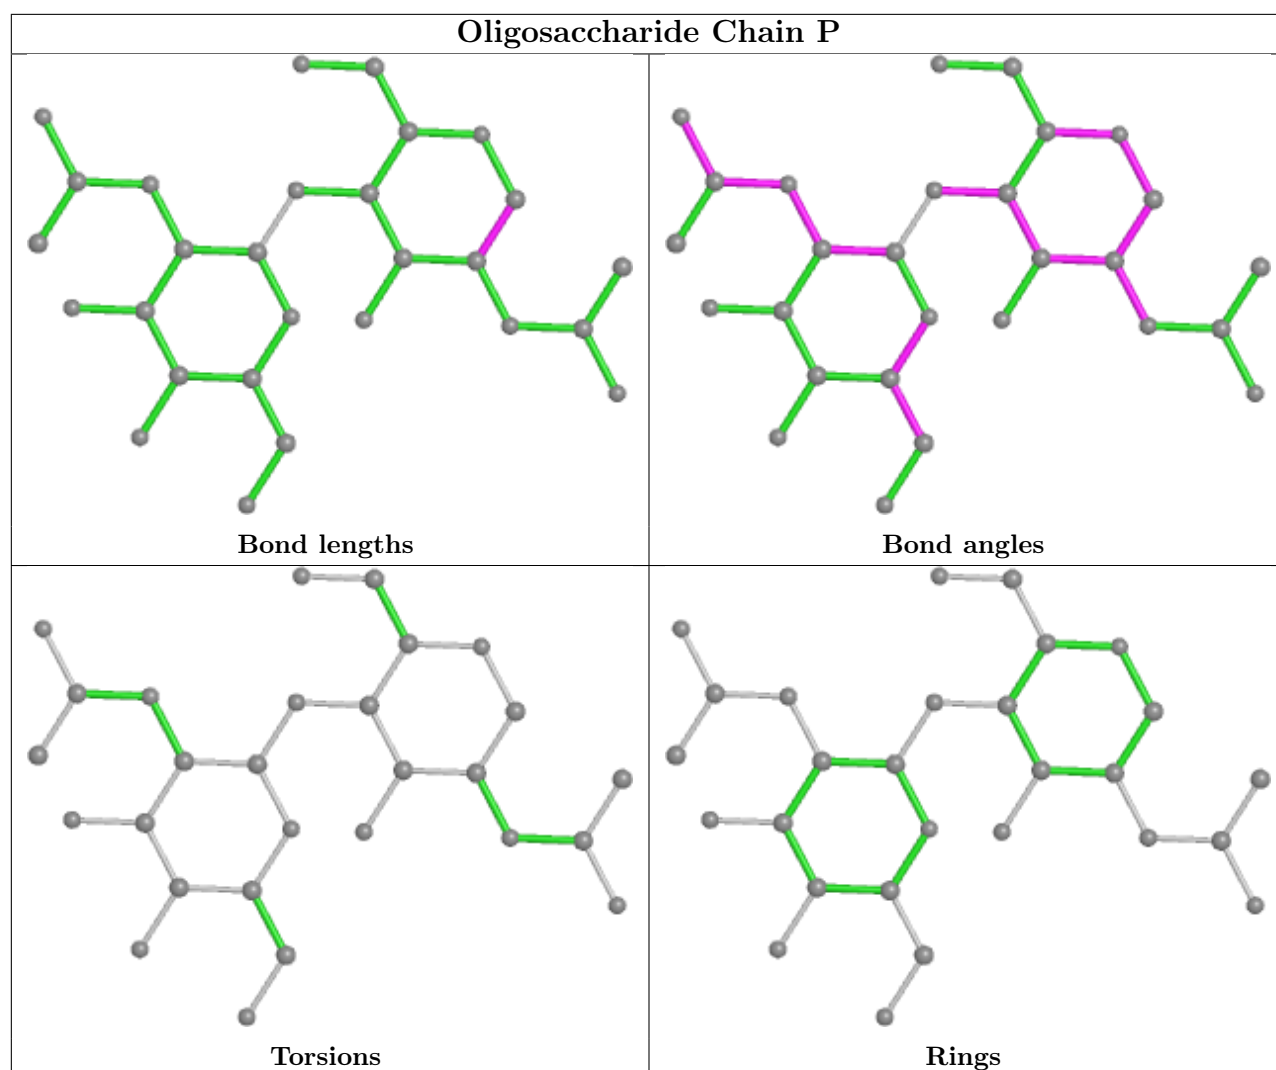 Oligosaccharide Chain P
Bond lengths
Bond angles
Torsions
Rings